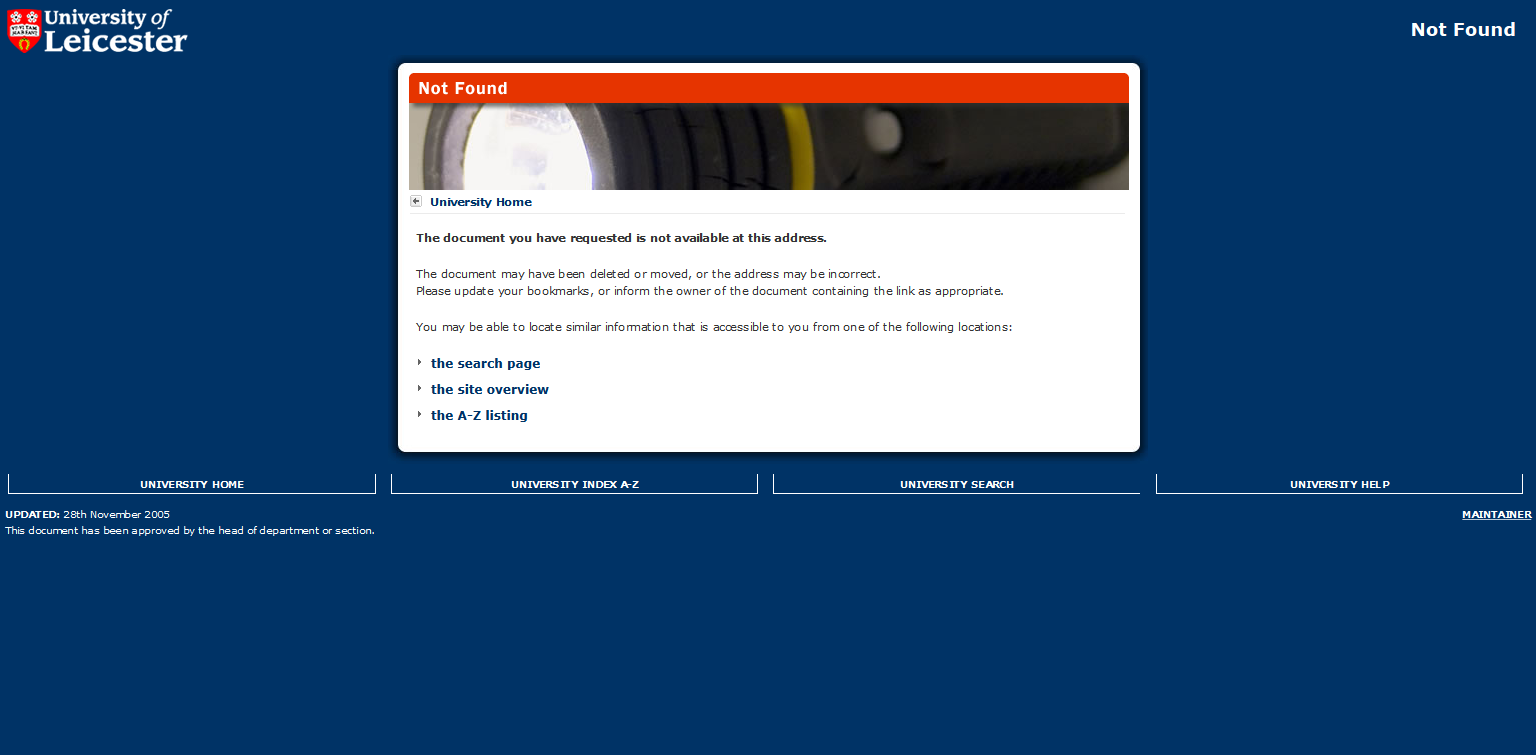 University of
Leicester
Not Found
Not Found
University Home
The document you have requested is not available at this address.
The document may have been deleted or moved, or the address may be incorrect.
Please update your bookmarks, or inform the owner of the document containing the link as appropriate.
You may be able to locate similar information that is accessible to you from one of the following locations:
the search page
the site overview
the A-Z listing
UNIVERSITY HOME
UNIVERSITY INDEX A-Z
UNIVERSITY SEARCH
UNIVERSITY HELP
UPDATED: 28th November 2005
MAINTAINER
This document has been approved by the head of department or section.